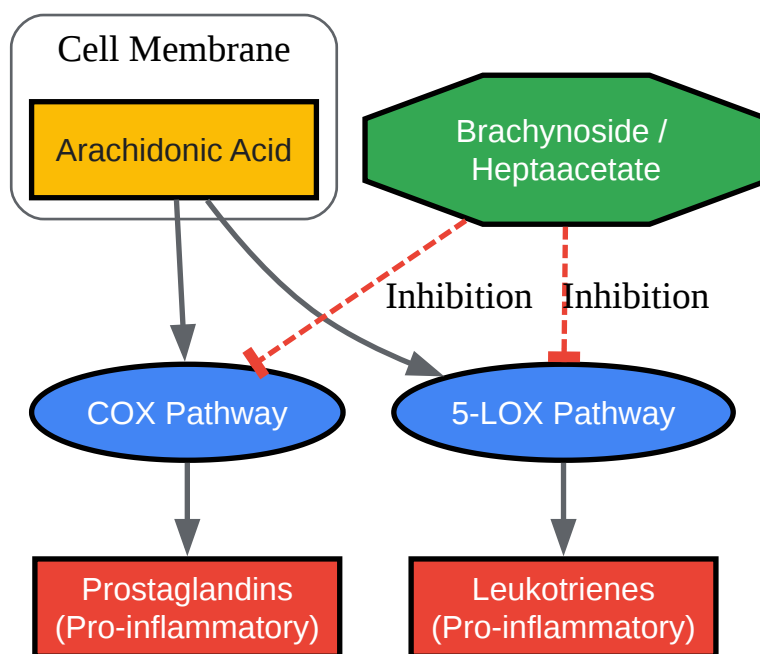 Cell Membrane
Arachidonic Acid
Brachynoside /
Heptaacetate
Inhibition
Inhibition
COX Pathway
5-LOX Pathway
Prostaglandins
(Pro-inflammatory)
Leukotrienes
(Pro-inflammatory)